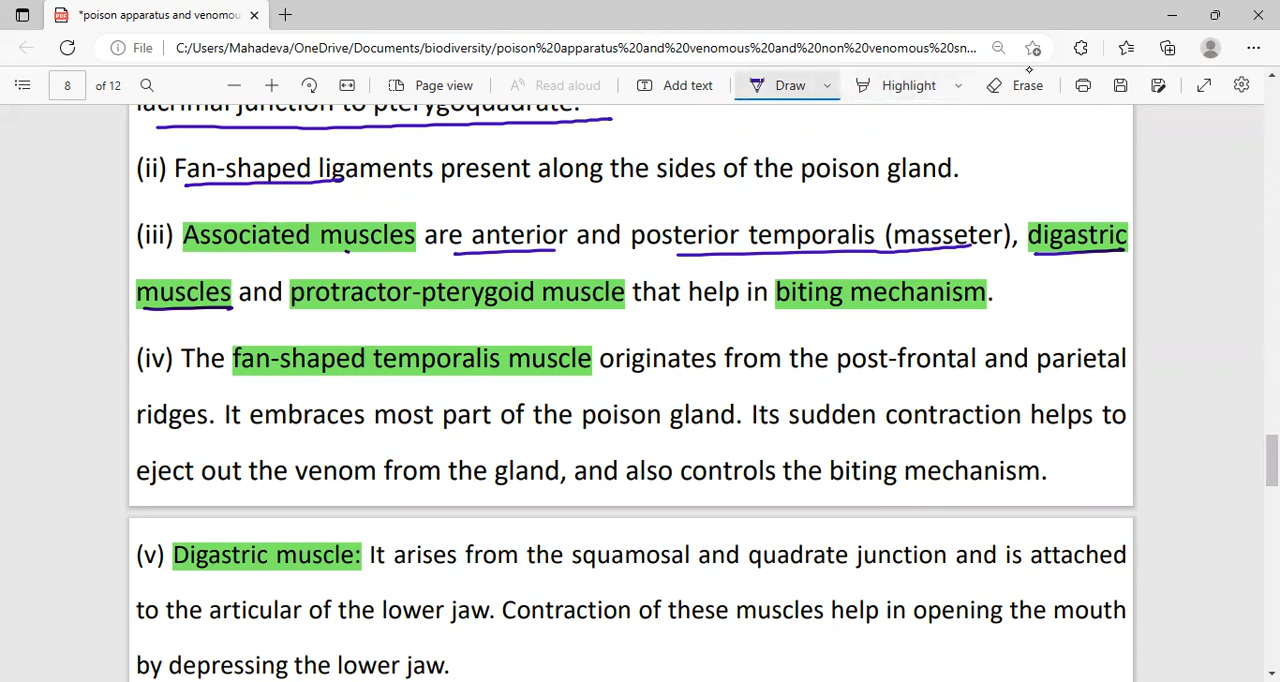 *poison apparatus and venomou
File
C:/Users/Mahadeva/OneDrive/Documents/biodiversity/poison%20apparatus%20and%20venomous%20and%20non%20venomous%20sn...
8 of 12
Page view
Read aloud
Add text
Draw
Highlight
Erase
lacrimal junction to pterygoquadrate.
(ii) Fan-shaped ligaments present along the sides of the poison gland.
(iii) Associated muscles are anterior and posterior temporalis (masseter), digastric
muscles and protractor-pterygoid muscle that help in biting mechanism.
(iv) The fan-shaped temporalis muscle originates from the post-frontal and parietal
ridges. It embraces most part of the poison gland. Its sudden contraction helps to
eject out the venom from the gland, and also controls the biting mechanism.
(v) Digastric muscle: It arises from the squamosal and quadrate junction and is attached
to the articular of the lower jaw. Contraction of these muscles help in opening the mouth
by depressing the lower jaw.